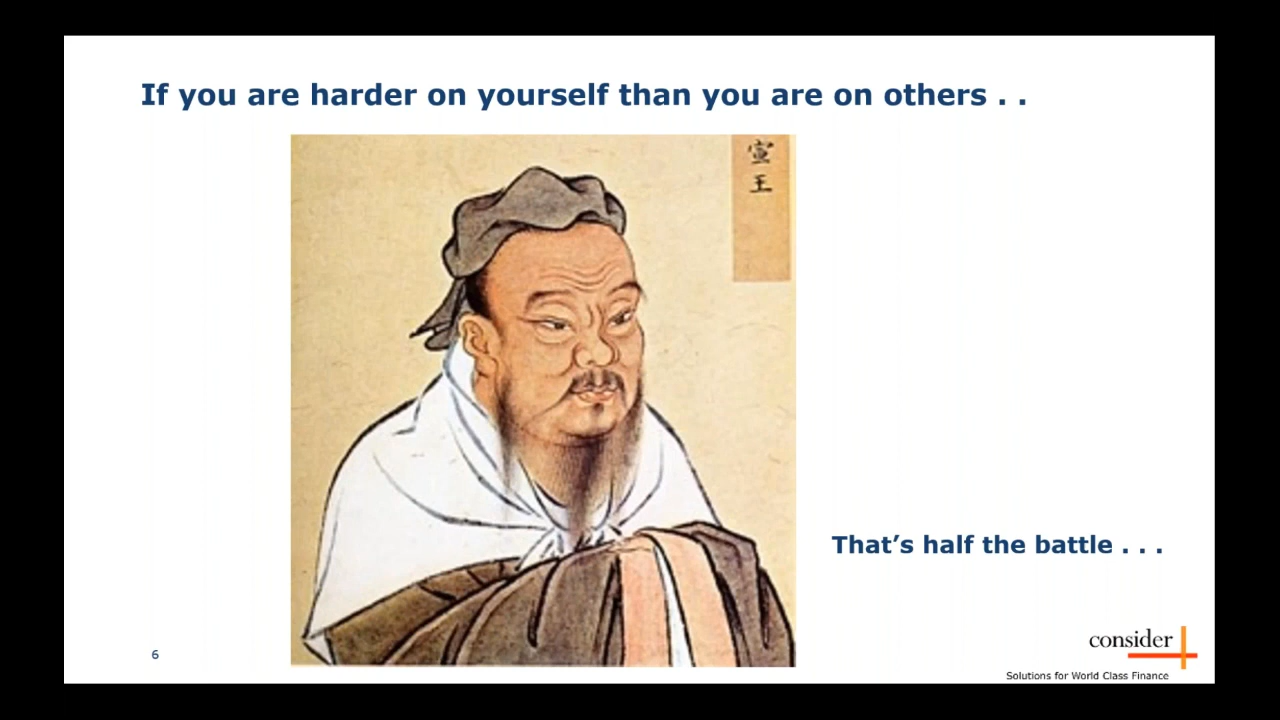 If you are harder on yourself than you are on others . .
宣
王
That’s half the battle . . .
6
consider
Solutions for World Class Finance